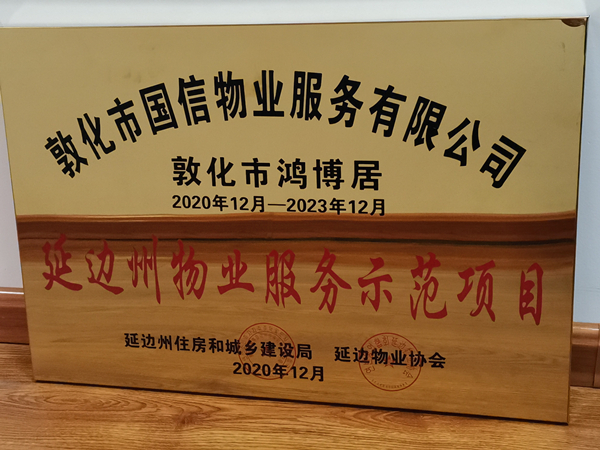 敦化市国信物业服务有限公司
敦化市鸿博居
2020年12月—2023年12月
延边州物业服务示范项目
延边州住房和城乡建设局 延边物业协会
2020年12月